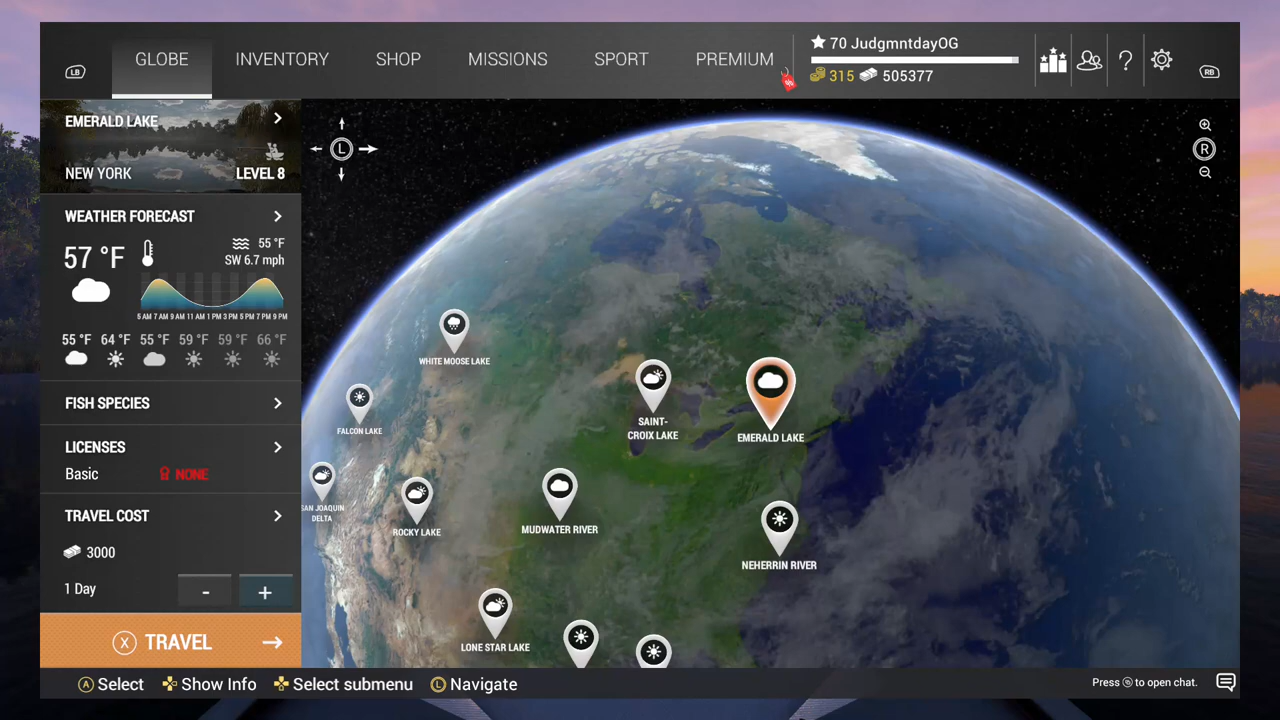 LB
GLOBE
INVENTORY
SHOP
MISSIONS
SPORT
PREMIUM
%
70 JudgmntdayOG
315
505377
?
RB
EMERALD LAKE
NEW YORK
LEVEL 8
WEATHER FORECAST
57 °F
55 °F
SW 6.7 mph
5 AM 7 AM 9 AM 11 AM 1 PM 3 PM 5 PM 7 PM 9 PM
55 °F 64 °F 55 °F 59 °F 59 °F 66 °F
FISH SPECIES
LICENSES
Basic NONE
TRAVEL COST
3000
1 Day - +
X TRAVEL
L
R
WHITE MOOSE LAKE
FALCON LAKE
SAINT-
CROIX LAKE
EMERALD LAKE
SAN JOAQUIN
DELTA
ROCKY LAKE
MUDWATER RIVER
NEHERRIN RIVER
LONE STAR LAKE
A Select
Show Info
Select submenu
L Navigate
Press to open chat.